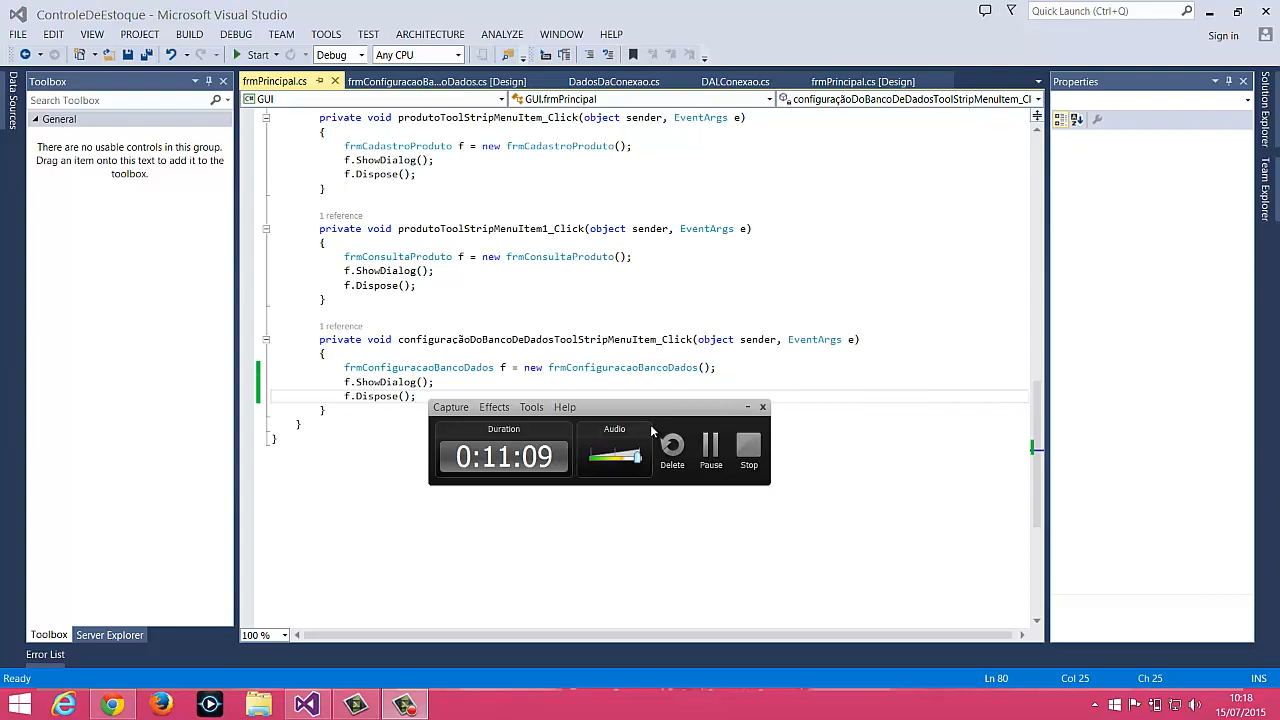 ControleDeEstoque - Microsoft Visual Studio
Quick Launch (Ctrl+Q)
FILE EDIT VIEW PROJECT BUILD DEBUG TEAM TOOLS TEST ARCHITECTURE ANALYZE WINDOW HELP
Sign in
Start Debug Any CPU
Data Sources
Toolbox
Search Toolbox
General
There are no usable controls in this group. Drag an item onto this text to add it to the toolbox.
frmPrincipal.cs frmConfiguracaoBa...oDados.cs [Design] DadosDaConexao.cs DALConexao.cs frmPrincipal.cs [Design]
GUI GUI.frmPrincipal configuraçãoDoBancoDeDadosToolStripMenuItem_Cl
private void produtoToolStripMenuItem_Click(object sender, EventArgs e)
{
frmCadastroProduto f = new frmCadastroProduto();
f.ShowDialog();
f.Dispose();
}
1 reference
private void produtoToolStripMenuItem1_Click(object sender, EventArgs e)
{
frmConsultaProduto f = new frmConsultaProduto();
f.ShowDialog();
f.Dispose();
}
1 reference
private void configuraçãoDoBancoDeDadosToolStripMenuItem_Click(object sender, EventArgs e)
{
frmConfiguracaoBancoDados f = new frmConfiguracaoBancoDados();
f.ShowDialog();
f.Dispose();
}
}
}
Capture Effects Tools Help
Duration
0:11:09
Audio
Delete Pause Stop
Properties
Solution Explorer
Team Explorer
100 %
Toolbox Server Explorer
Error List
Ready Ln 80 Col 25 Ch 25 INS
10:18
15/07/2015